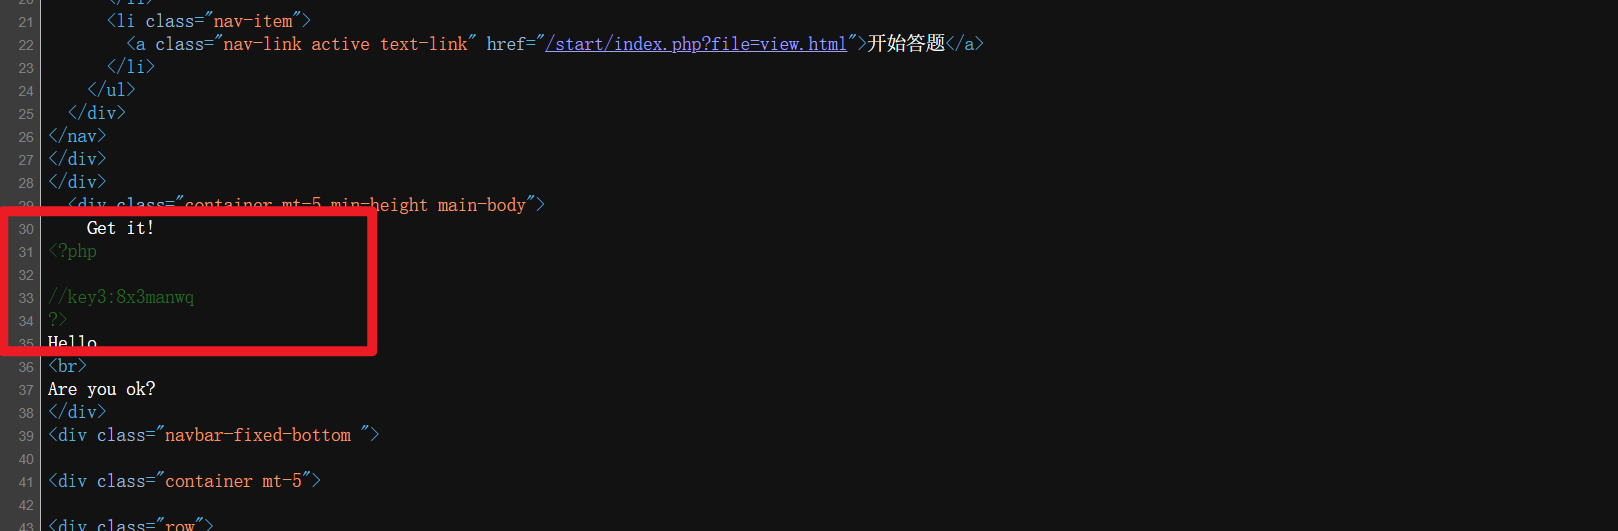 20 </li>
21 <li class="nav-item">
22 <a class="nav-link active text-link" href="/start/index.php?file=view.html">开始答题</a>
23 </li>
24 </ul>
25 </div>
26 </nav>
27 </div>
28 </div>
29 <div class="container mt-5 min-height main-body">
30 Get it!
31 <?php
32
33 //key3:8x3manwq
34 ?>
35 Hello
36 <br>
37 Are you ok?
38 </div>
39 <div class="navbar-fixed-bottom ">
40
41 <div class="container mt-5">
42
43 <div class="row">